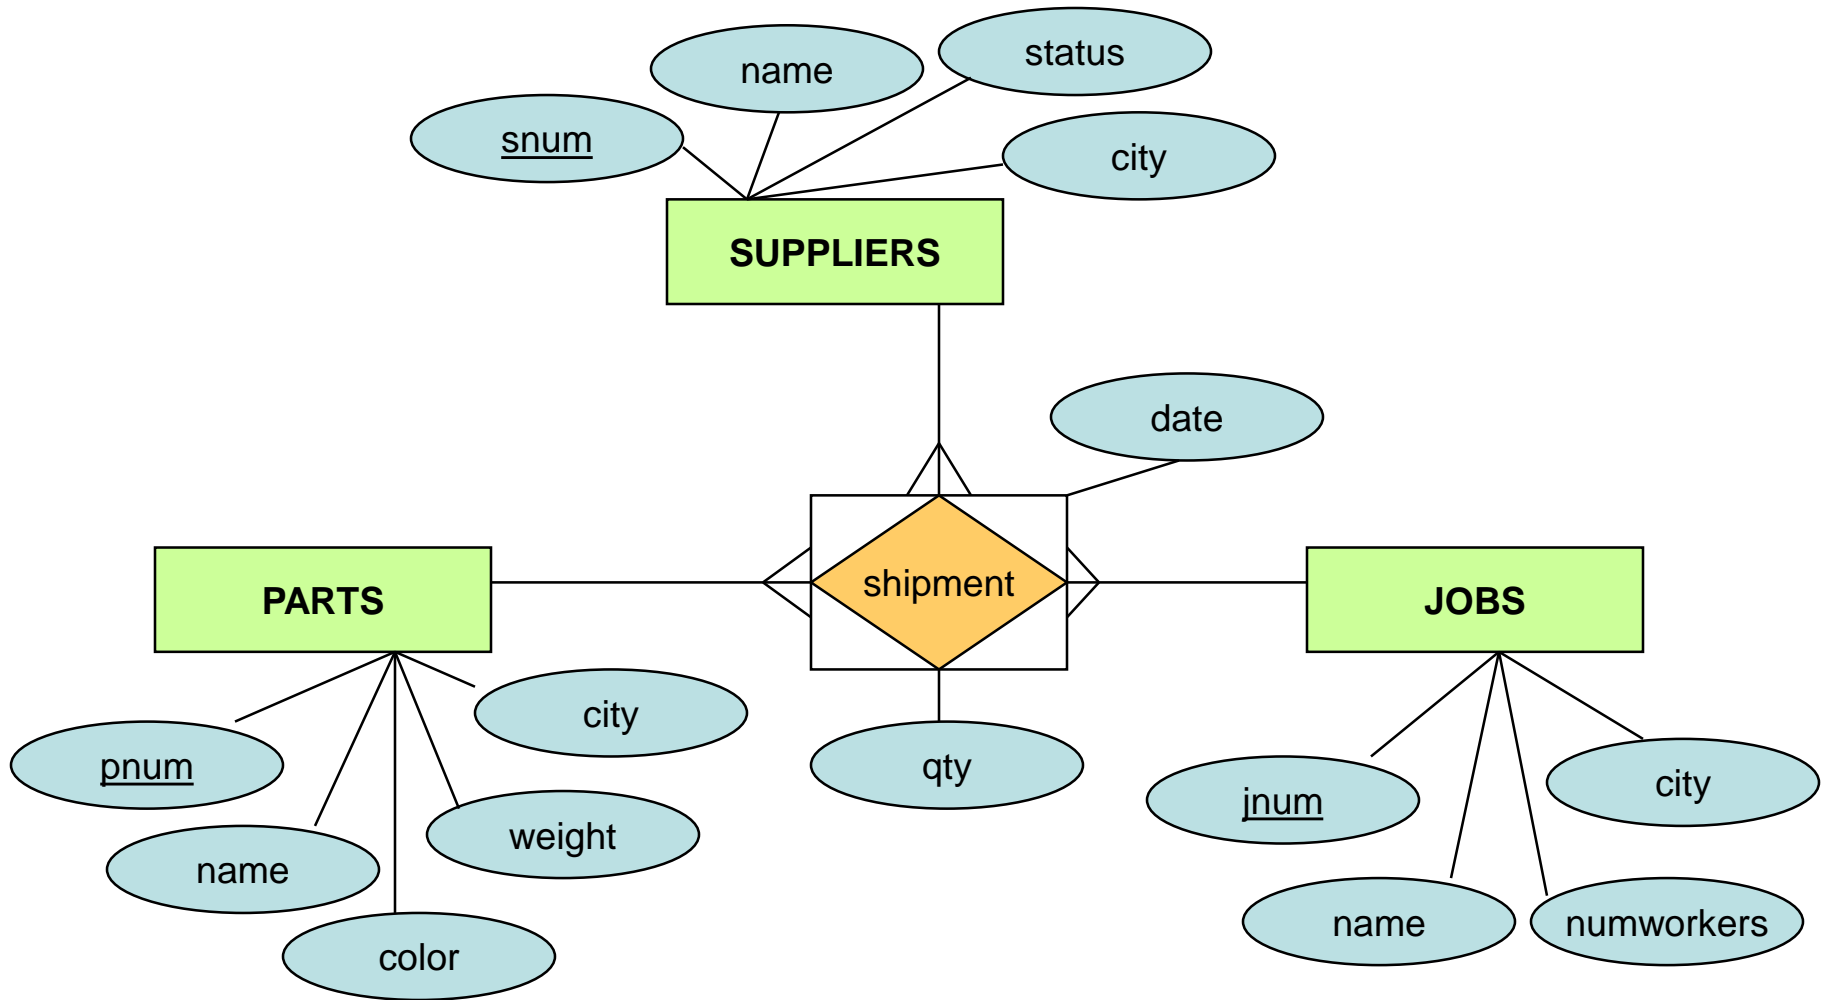 status
name
snum
city
SUPPLIERS
date
shipment
PARTS
JOBS
city
pnum
qty
city
jnum
weight
name
name
numworkers
color